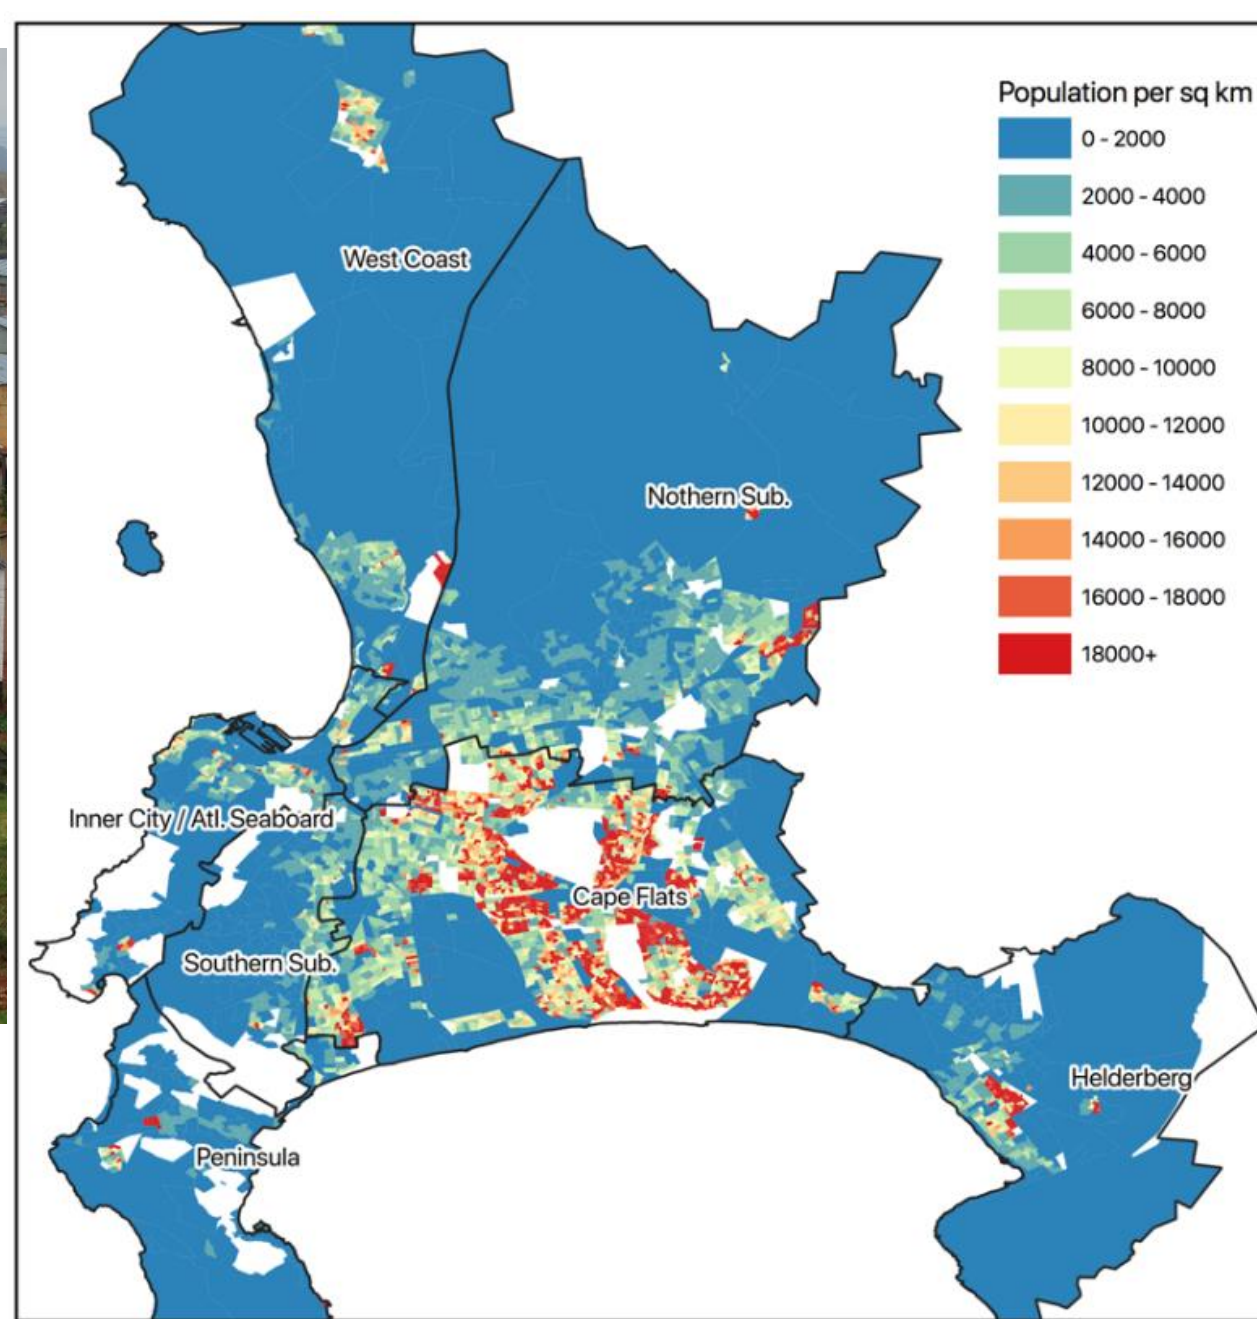 Population per sq km
0 - 2000
2000 - 4000
4000 - 6000
6000 - 8000
8000 - 10000
10000 - 12000
12000 - 14000
14000 - 16000
16000 - 18000
18000+
West Coast
Nothern Sub.
Inner City / Atl. Seaboard
Cape Flats
Southern Sub.
Helderberg
Peninsula